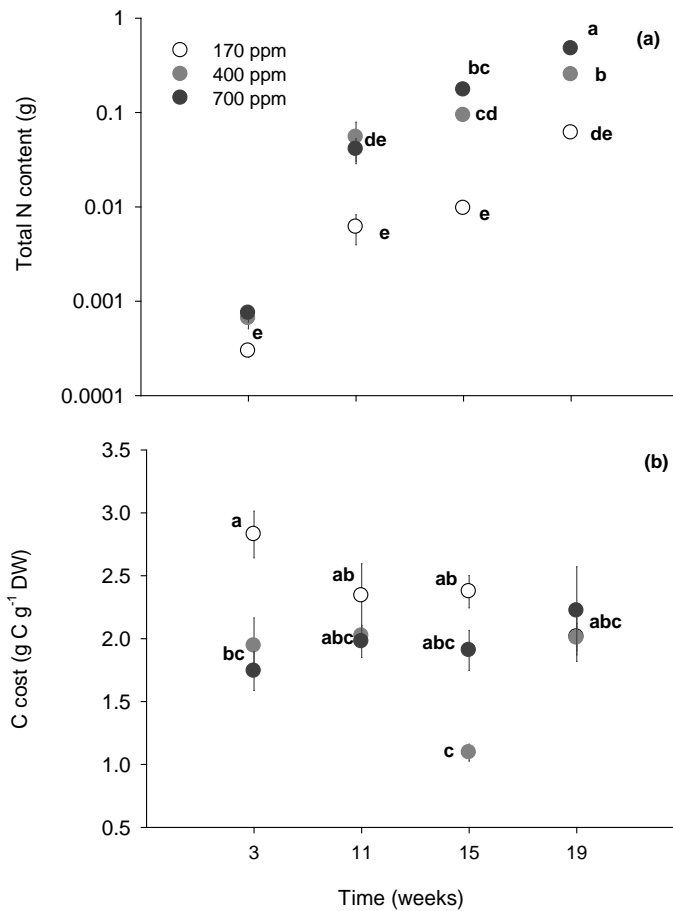 1
0.1
0.01
0.001
0.0001
Total N content (g)
170 ppm
400 ppm
700 ppm
(a)
e
de
e
bc
cd
e
a
b
de
3.5
3.0
2.5
2.0
1.5
1.0
0.5
C cost (g C g⁻¹ DW)
(b)
a
bc
ab
abc
ab
abc
c
abc
3 11 15 19
Time (weeks)